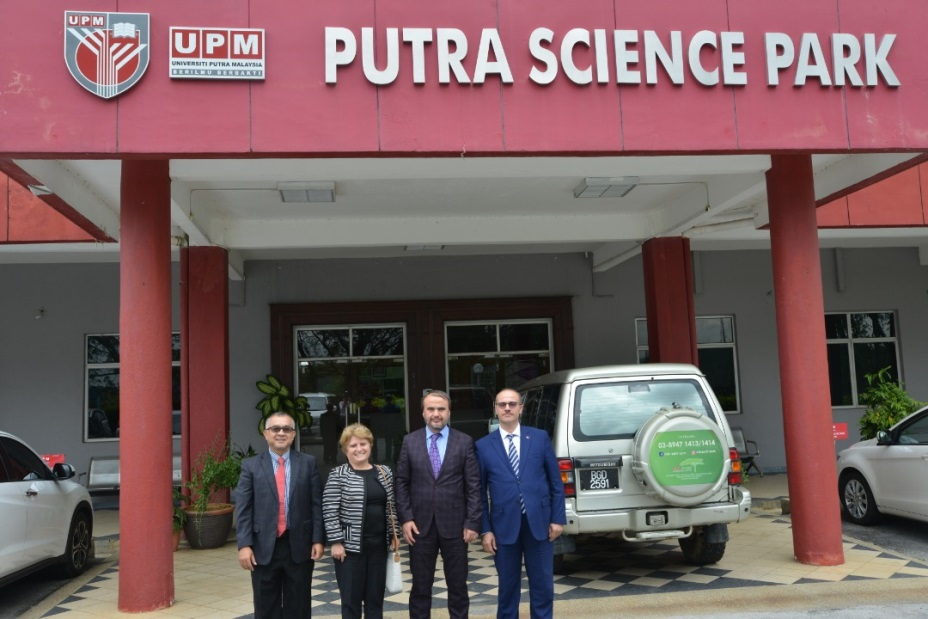 UPM
UPM
UNIVERSITI PUTRA MALAYSIA
BERILMU BERBAKTI
PUTRA SCIENCE PARK
03-8947 1413/1414
BGD
2591